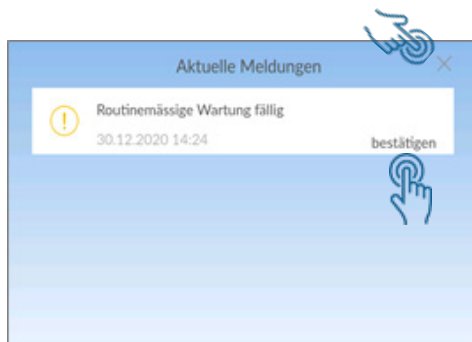 Aktuelle Meldungen
Routinemässige Wartung fällig
30.12.2020 14:24
bestätigen